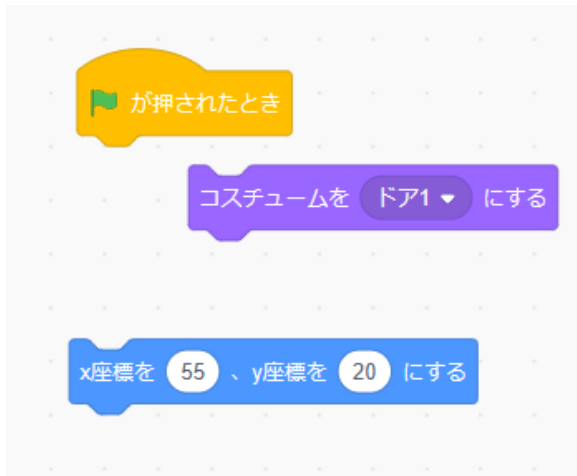 が押されたとき
コスチュームを ドア1 にする
x座標を 55 、y座標を 20 にする